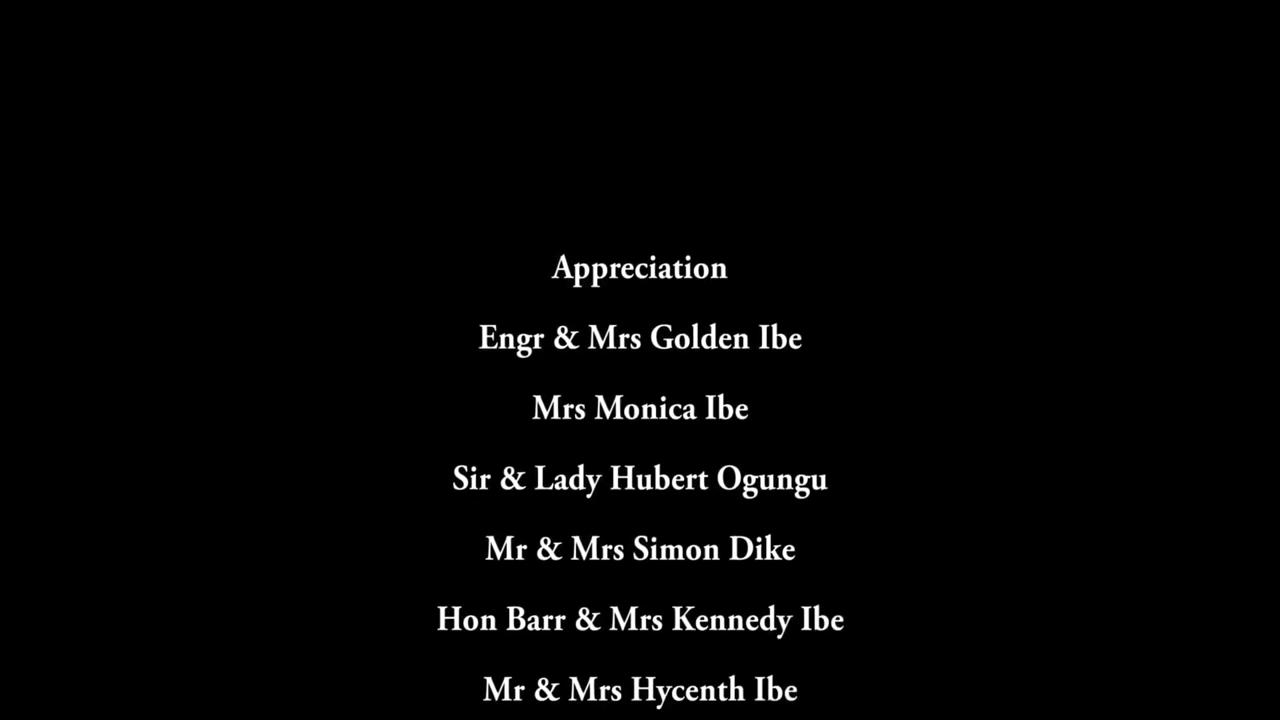 Appreciation
Engr & Mrs Golden Ibe
Mrs Monica Ibe
Sir & Lady Hubert Ogungu
Mr & Mrs Simon Dike
Hon Barr & Mrs Kennedy Ibe
Mr & Mrs Hycenth Ibe